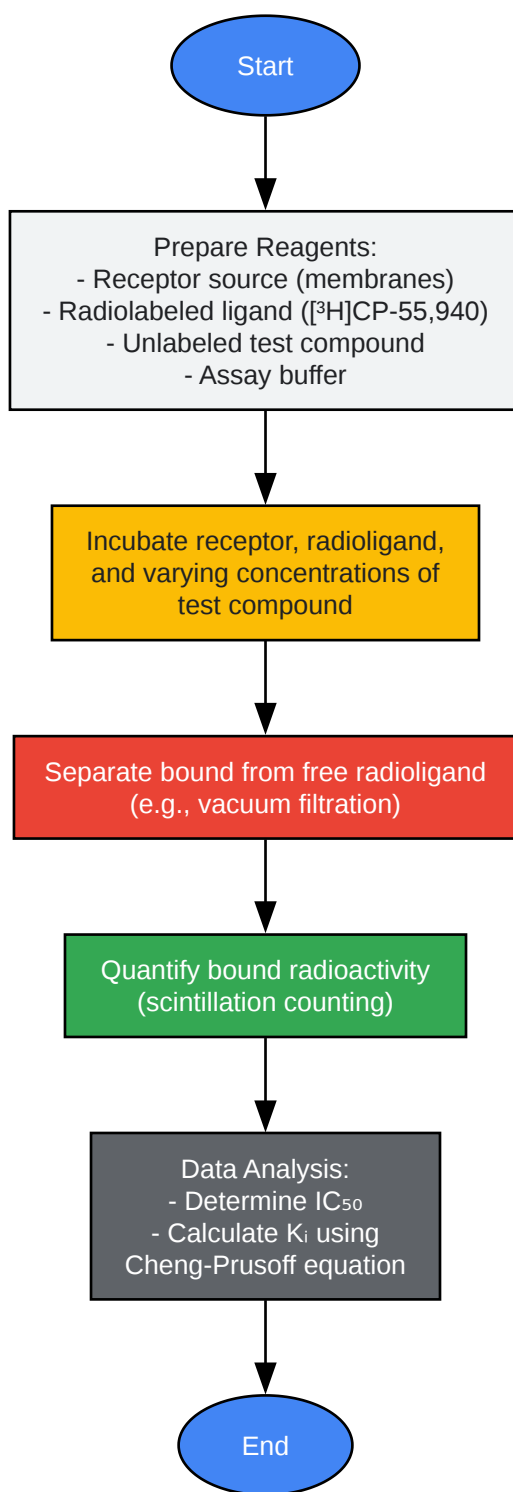 Start
Prepare Reagents:
- Receptor source (membranes)
- Radiolabeled ligand ([³H]CP-55,940)
- Unlabeled test compound
- Assay buffer
Incubate receptor, radioligand,
and varying concentrations of
test compound
Separate bound from free radioligand
(e.g., vacuum filtration)
Quantify bound radioactivity
(scintillation counting)
Data Analysis:
- Determine IC₅₀
- Calculate Kᵢ using
Cheng-Prusoff equation
End